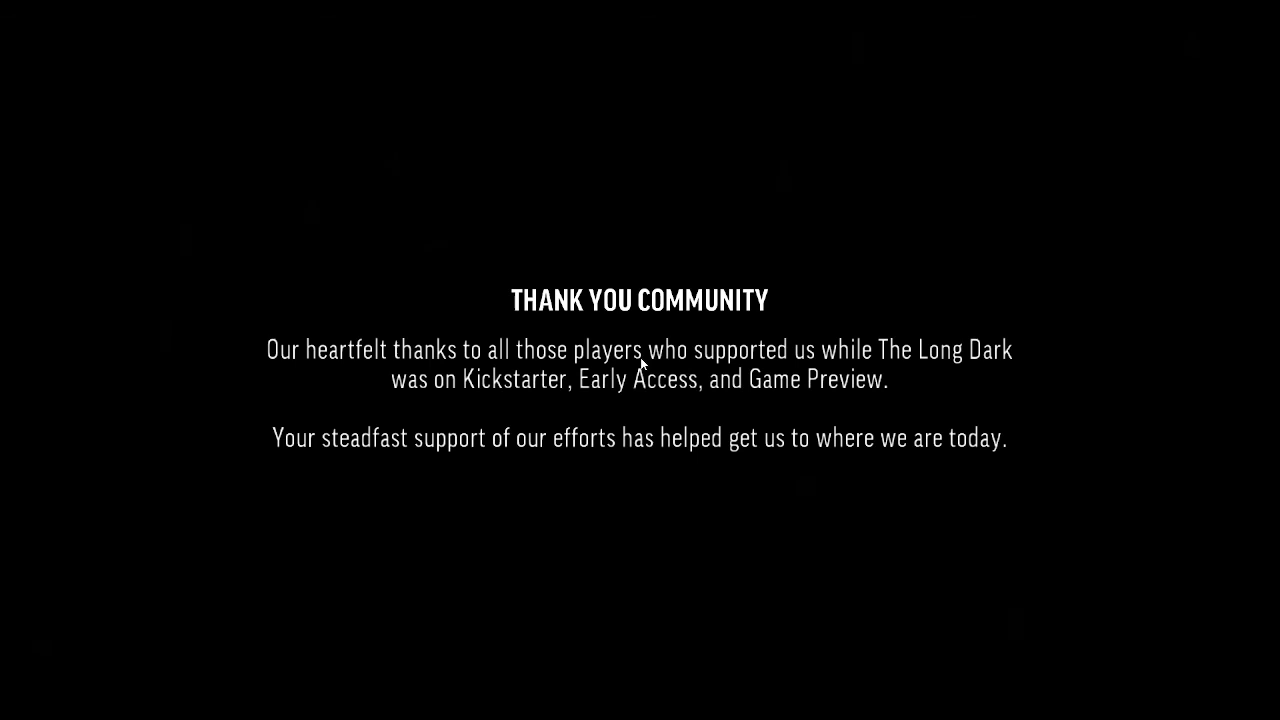 THANK YOU COMMUNITY
Our heartfelt thanks to all those players who supported us while The Long Dark
was on Kickstarter, Early Access, and Game Preview.
Your steadfast support of our efforts has helped get us to where we are today.